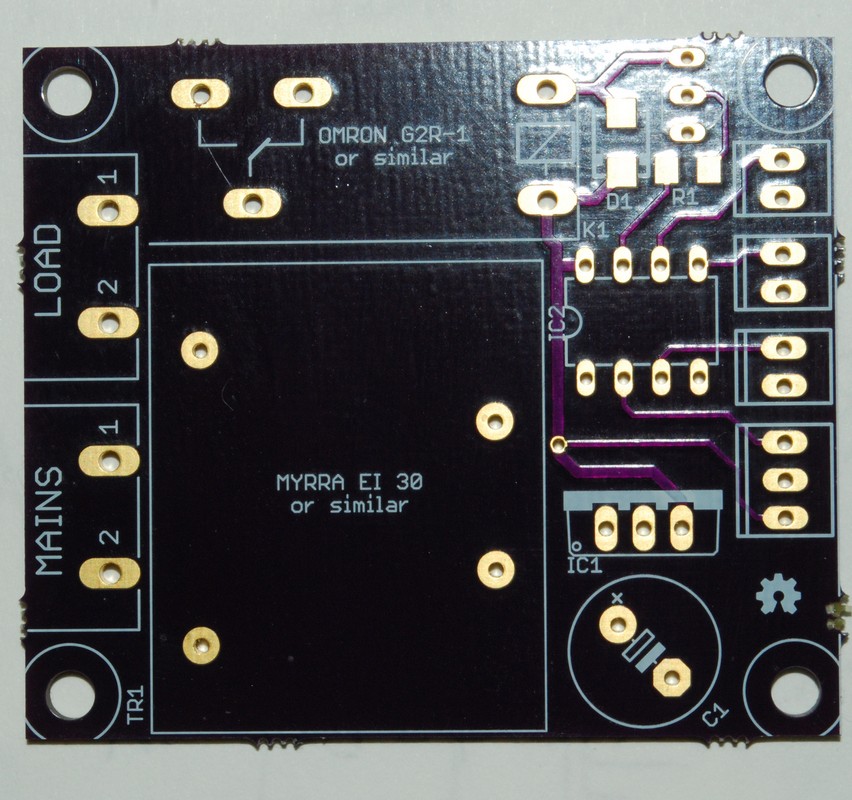 OMRON G2R-1
or similar
D1
R1
K1
LOAD
1
2
IC2
MAINS
1
2
MYRRA EI 30
or similar
IC1
TR1
C1